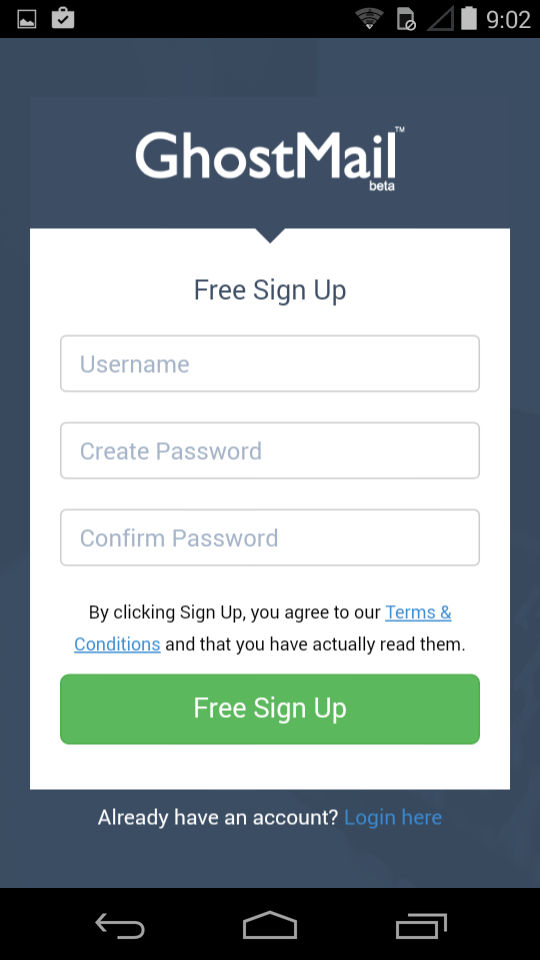 9:02
GhostMail™
beta
Free Sign Up
Username
Create Password
Confirm Password
By clicking Sign Up, you agree to our Terms &
Conditions and that you have actually read them.
Free Sign Up
Already have an account? Login here